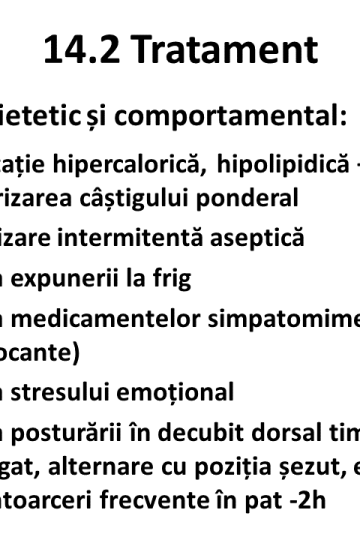 14.2 Tratament
ietetic și comportamental:
ație hipercalorică, hipolipidică -
rizarea câștigului ponderal
izare intermitentă aseptică
expunerii la frig
medicamentelor simpatomime
ocante)
stresului emoțional
posturării în decubit dorsal tim
gat, alternare cu poziția șezut, e
ntoarceri frecvente în pat -2h